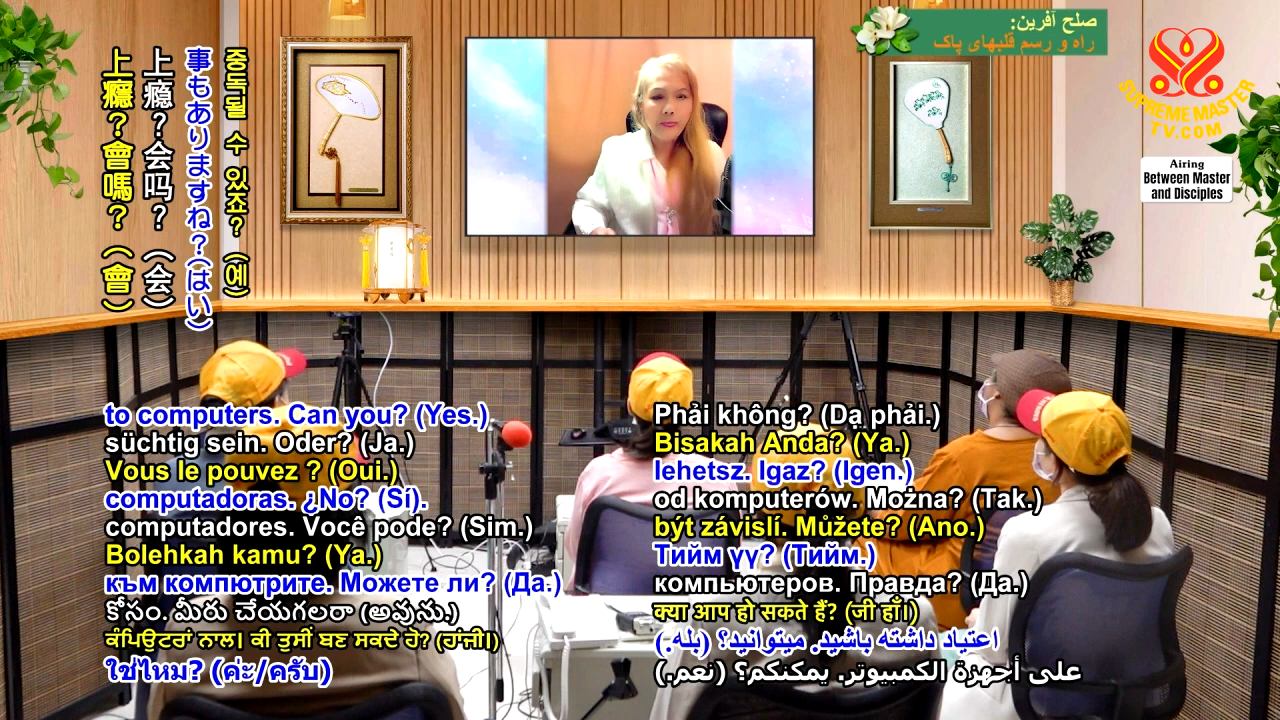 صلح آفرین:
راه و رسم قلبهای پاک
SUPREME MASTER
TV.COM
Airing
Between Master
and Disciples
上癮？會嗎？（會）
上瘾？会吗？（会）
事もありますね？（はい）
중독될 수 있죠? (예)
to computers. Can you? (Yes.)
süchtig sein. Oder? (Ja.)
Vous le pouvez ? (Oui.)
computadoras. ¿No? (Sí).
computadores. Você pode? (Sim.)
Bolehkah kamu? (Ya.)
към компютрите. Можете ли? (Да.)
కోసం. మీరు చేయగలరా (అవును.)
ਕੰਪਿਊਟਰਾਂ ਨਾਲ। ਕੀ ਤੁਸੀਂ ਬਣ ਸਕਦੇ ਹੋ? (ਹਾਂਜੀ।)
ใช่ไหม? (ค่ะ/ครับ)
Phải không? (Dạ phải.)
Bisakah Anda? (Ya.)
lehetsz. Igaz? (Igen.)
od komputerów. Można? (Tak.)
být závislí. Můžete? (Ano.)
Тийм үү? (Тийм.)
компьютеров. Правда? (Да.)
क्या आप हो सकते हैं? (जी हाँ।)
اعتیاد داشته باشید. میتوانید؟ (بله.)
على أجهزة الكمبيوتر. يمكنكم؟ (نعم.)